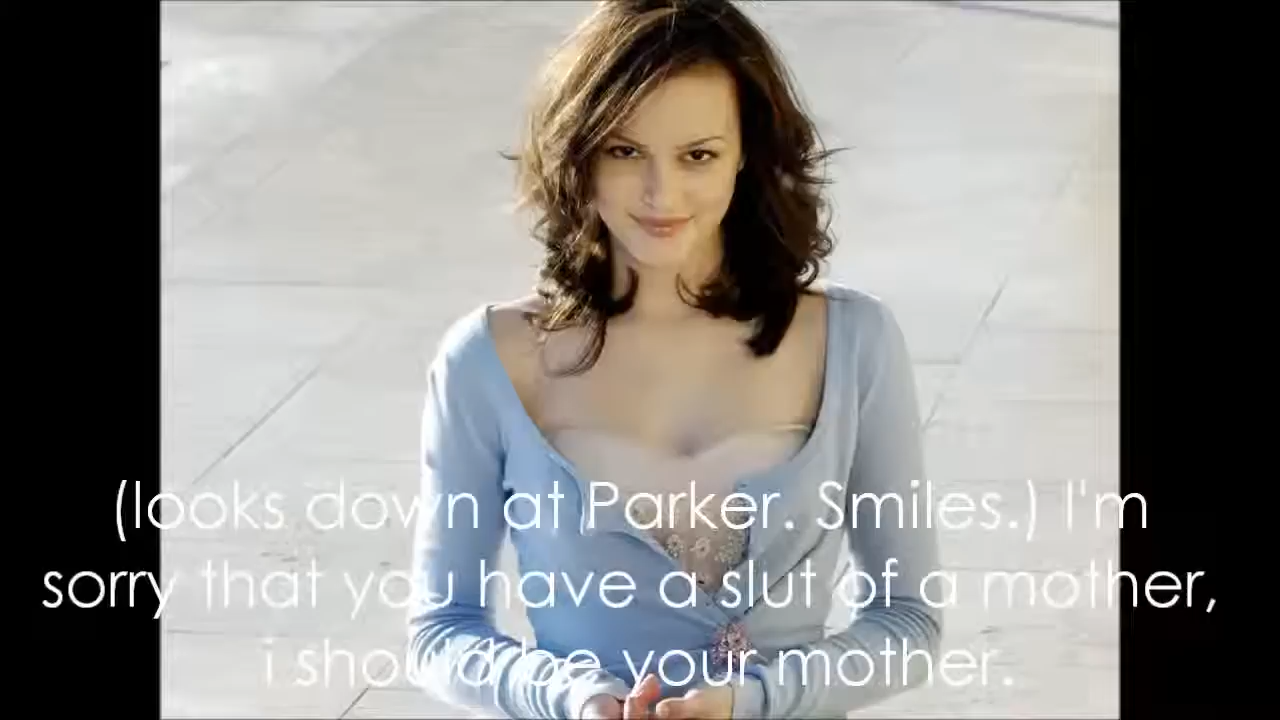 (looks down at Parker. Smiles.) I'm
sorry that you have a slut of a mother,
i should be your mother.